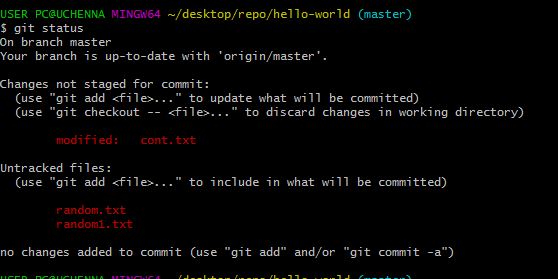 USER PC@UCHENNA MINGW64 ~/desktop/repo/hello-world (master)
$ git status
On branch master
Your branch is up-to-date with 'origin/master'.
Changes not staged for commit:
(use "git add <file>..." to update what will be committed)
(use "git checkout -- <file>..." to discard changes in working directory)
modified: cont.txt
Untracked files:
(use "git add <file>..." to include in what will be committed)
random.txt
random1.txt
no changes added to commit (use "git add" and/or "git commit -a")
USER PC@UCHENNA MINGW64 ~/desktop/repo/hello-world (master)